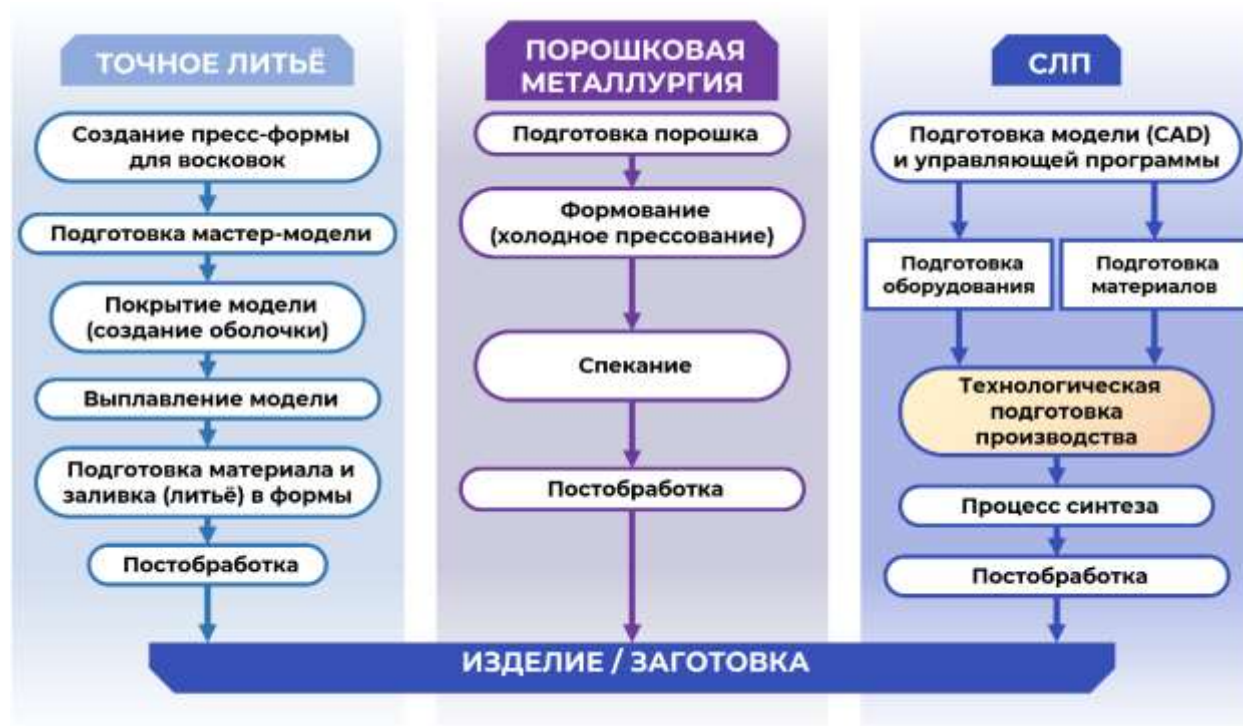 ТОЧНОЕ ЛИТЬЁ
Создание пресс-формы
для восковок
Подготовка мастер-модели
Покрытие модели
(создание оболочки)
Выплавление модели
Подготовка материала и
заливка (литьё) в формы
Постобработка
ПОРОШКОВАЯ
МЕТАЛЛУРГИЯ
Подготовка порошка
Формование
(холодное прессование)
Спекание
Постобработка
СЛП
Подготовка модели (CAD)
и управляющей программы
Подготовка
оборудования
Подготовка
материалов
Технологическая
подготовка
производства
Процесс синтеза
Постобработка
ИЗДЕЛИЕ / ЗАГОТОВКА